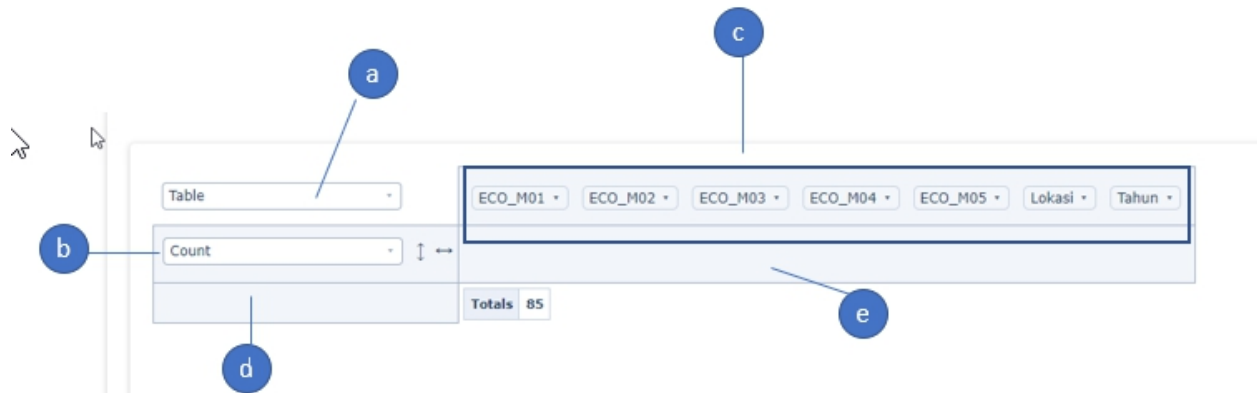 c
a
Table
ECO_M01 ECO_M02 ECO_M03 ECO_M04 ECO_M05 Lokasi Tahun
b
Count
Totals 85
e
d